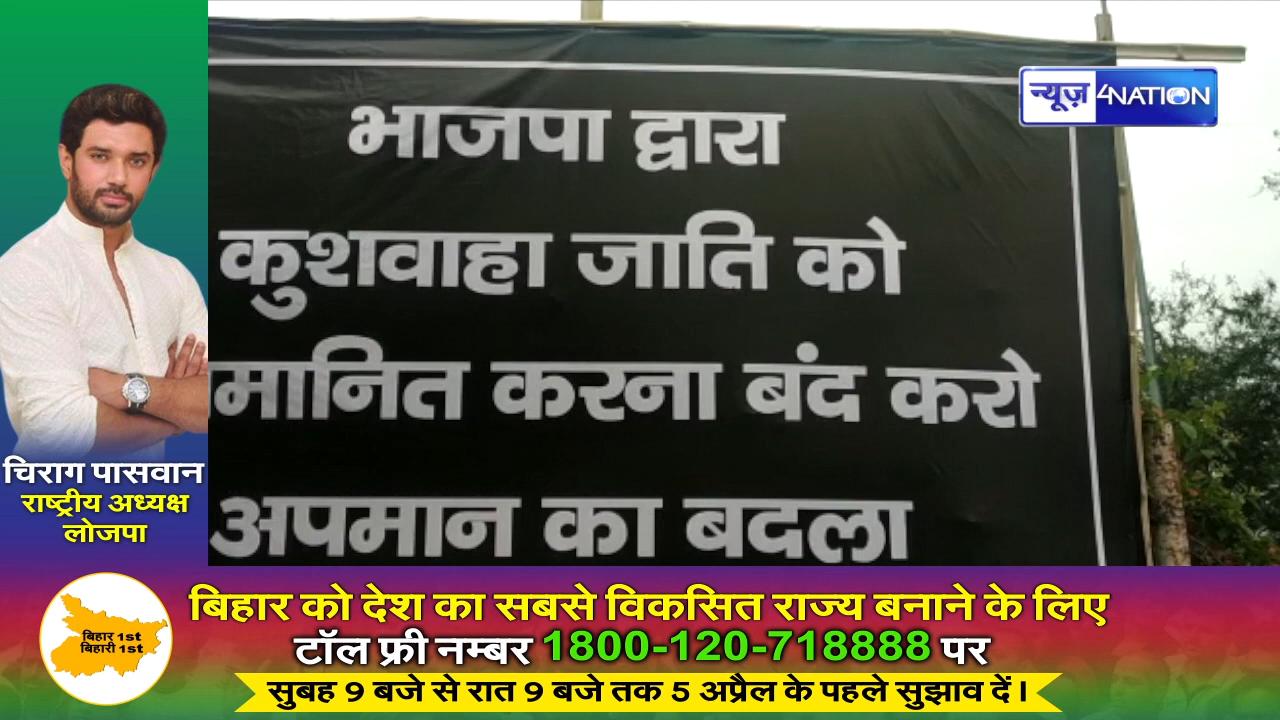 न्यूज़ 4NATION
भाजपा द्वारा
कुशवाहा जाति को
मानित करना बंद करो
अपमान का बदला
चिराग पासवान
राष्ट्रीय अध्यक्ष
लोजपा
बिहार 1st
बिहारी 1st
बिहार को देश का सबसे विकसित राज्य बनाने के लिए
टॉल फ्री नम्बर 1800-120-718888 पर
सुबह 9 बजे से रात 9 बजे तक 5 अप्रैल के पहले सुझाव दें।